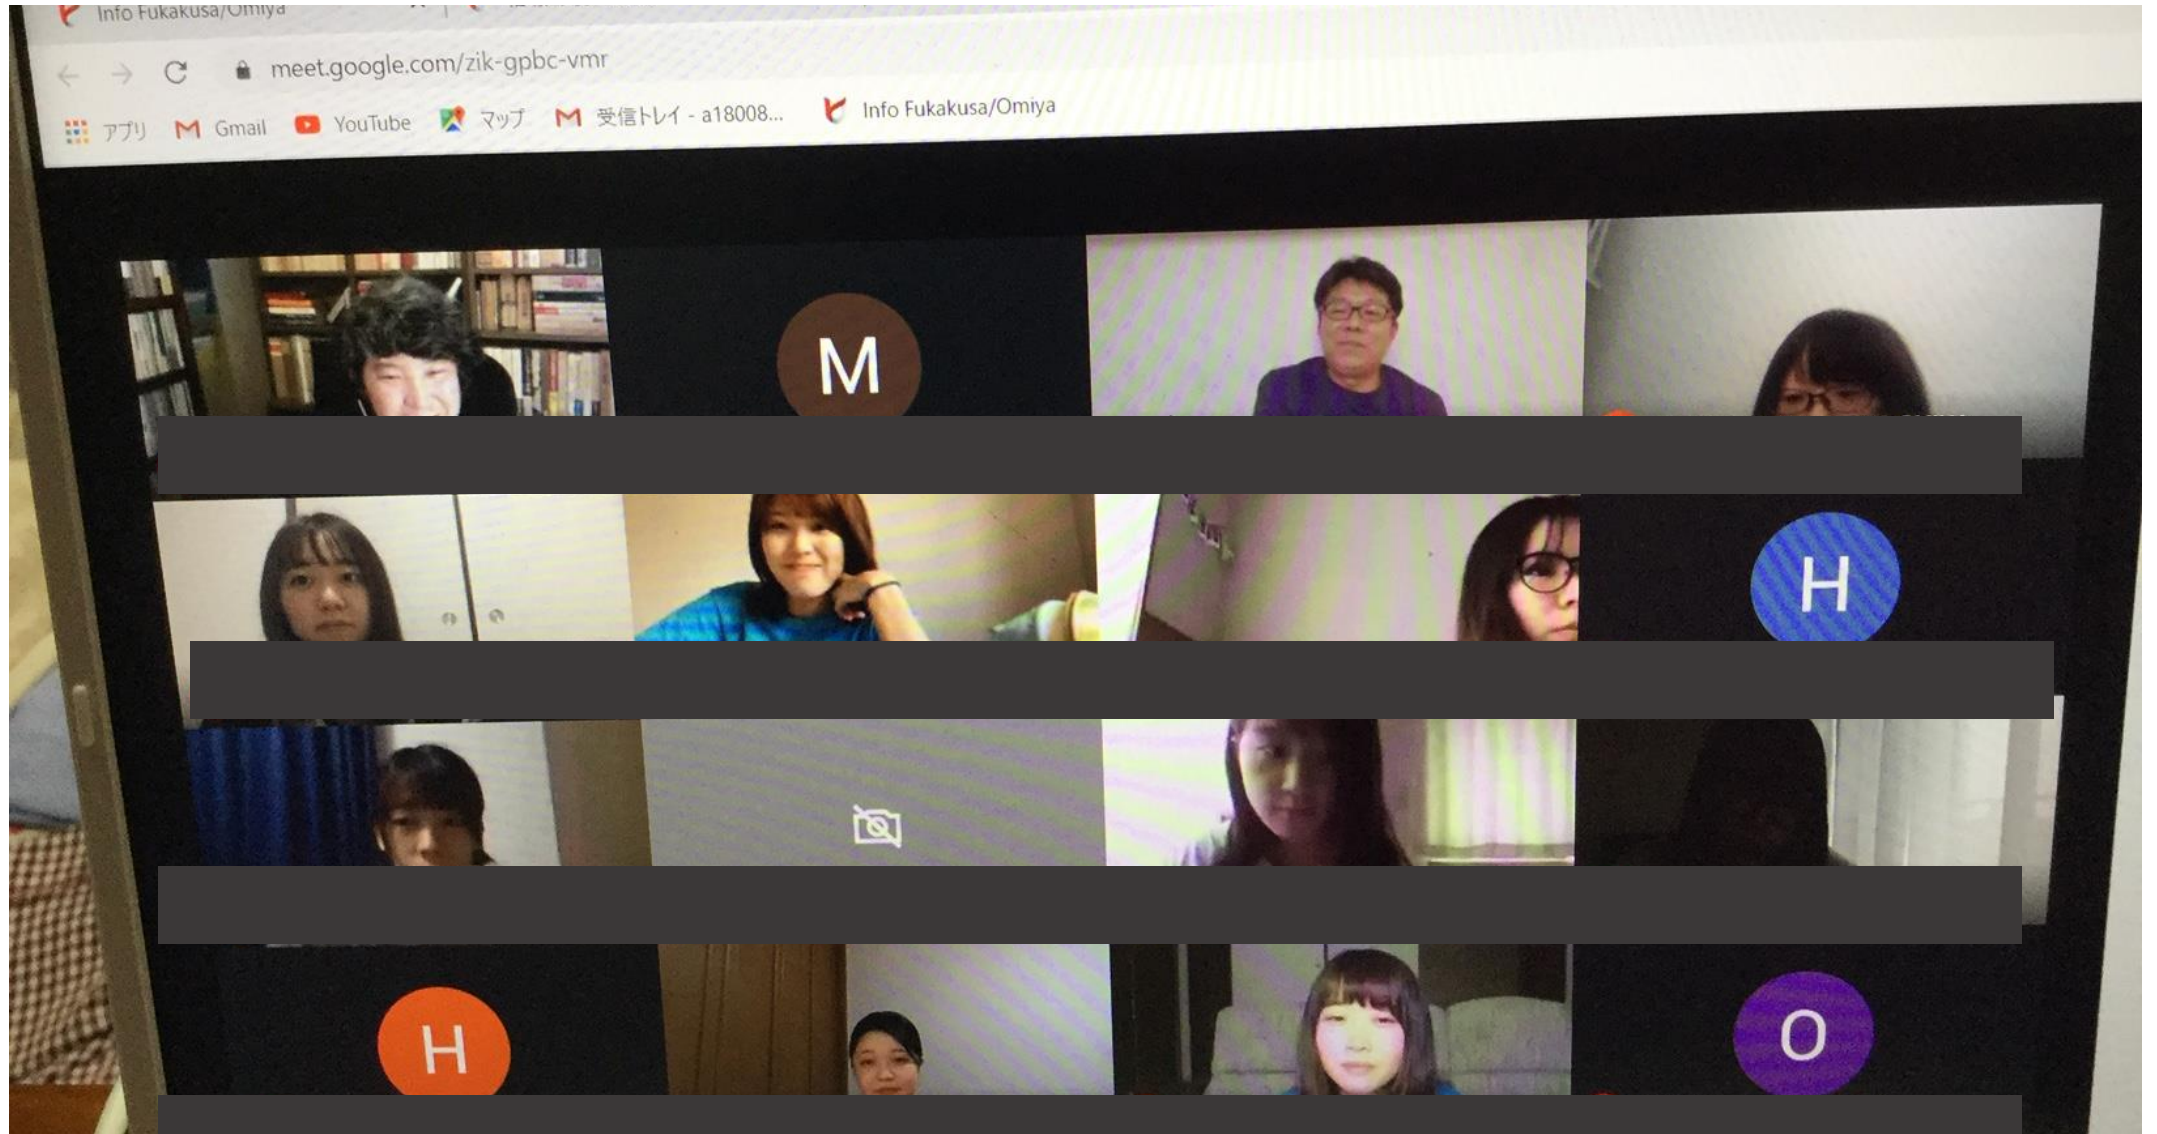 Info Fukakusa/Omiya
meet.google.com/zik-gpbc-vmr
アプリ Gmail YouTube マップ 受信トレイ - a18008... Info Fukakusa/Omiya
M
H
H
O